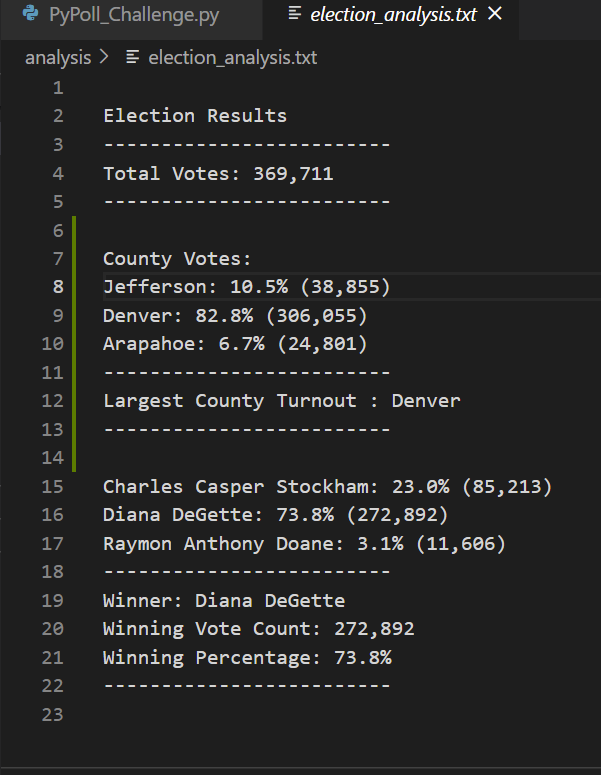 PyPoll_Challenge.py election_analysis.txt
analysis > election_analysis.txt
1
2 Election Results
3 --------------------------
4 Total Votes: 369,711
5 --------------------------
6
7 County Votes:
8 Jefferson: 10.5% (38,855)
9 Denver: 82.8% (306,055)
10 Arapahoe: 6.7% (24,801)
11 --------------------------
12 Largest County Turnout : Denver
13 --------------------------
14
15 Charles Casper Stockham: 23.0% (85,213)
16 Diana DeGette: 73.8% (272,892)
17 Raymon Anthony Doane: 3.1% (11,606)
18 --------------------------
19 Winner: Diana DeGette
20 Winning Vote Count: 272,892
21 Winning Percentage: 73.8%
22 --------------------------
23